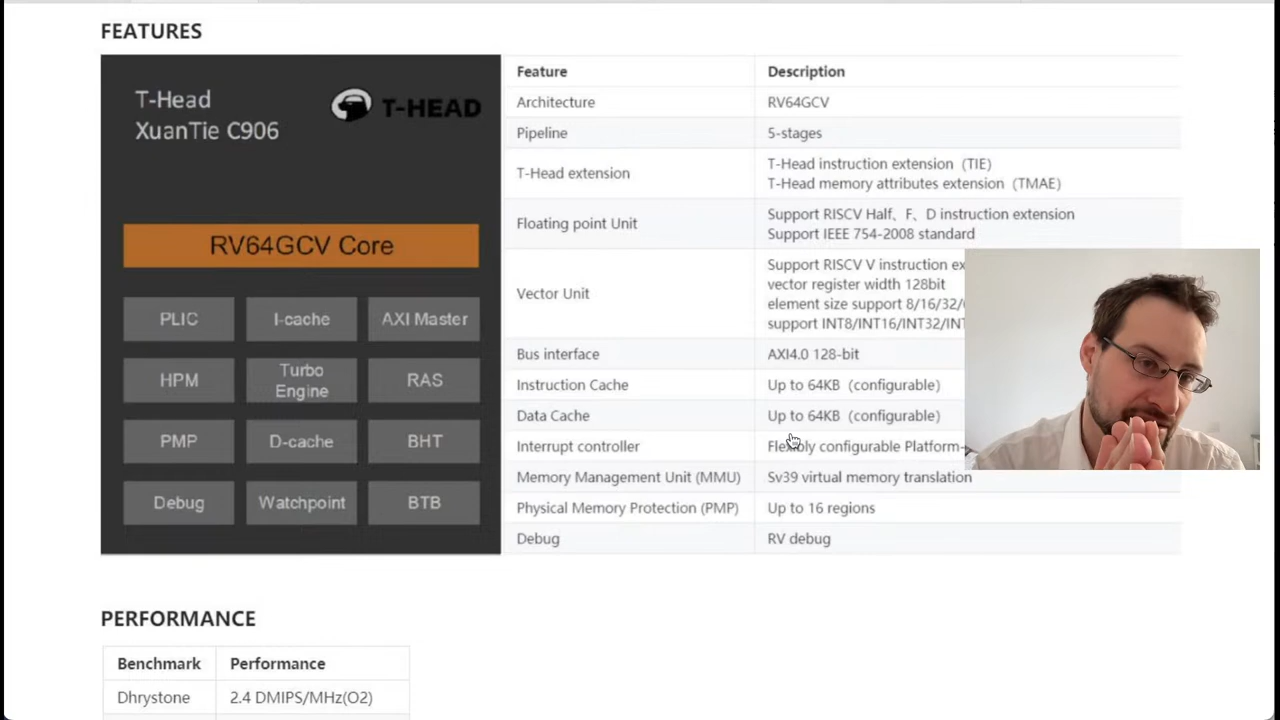 FEATURES
T-Head
XuanTie C906
T-HEAD
RV64GCV Core
PLIC
I-cache
AXI Master
HPM
Turbo
Engine
RAS
PMP
D-cache
BHT
Debug
Watchpoint
BTB
Feature Description
Architecture RV64GCV
Pipeline 5-stages
T-Head extension
T-Head instruction extension（TIE）
T-Head memory attributes extension（TMAE）
Floating point Unit
Support RISCV Half、F、D instruction extension
Support IEEE 754-2008 standard
Vector Unit
Support RISCV V instruction
vector register width 128bit
element size support 8/16/32/
support INT8/INT16/INT32/
Bus interface AXI4.0 128-bit
Instruction Cache Up to 64KB（configurable）
Data Cache Up to 64KB（configurable）
Interrupt controller Flexibly configurable Platform-
Memory Management Unit (MMU) Sv39 virtual memory translation
Physical Memory Protection (PMP) Up to 16 regions
Debug RV debug
PERFORMANCE
Benchmark Performance
Dhrystone 2.4 DMIPS/MHz(O2)